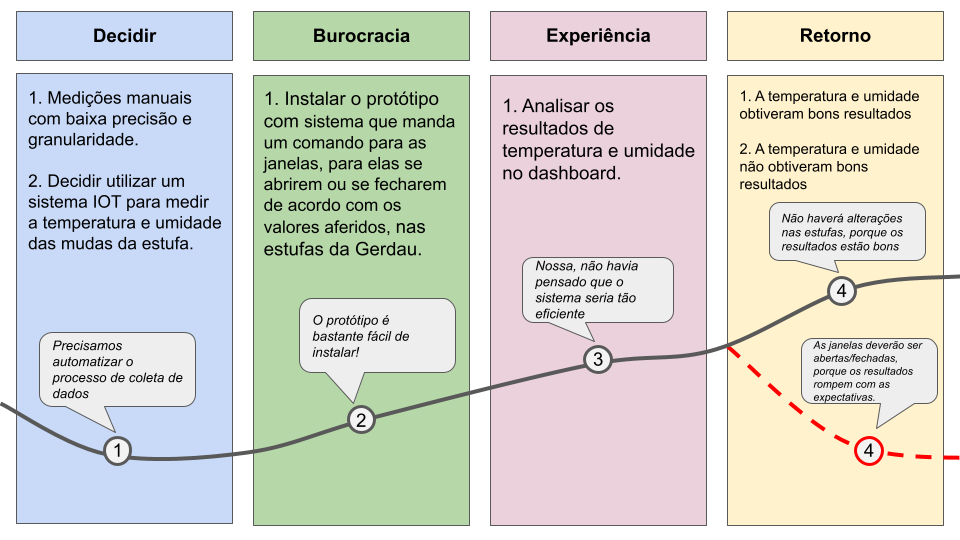 Decidir
Burocracia
Experiência
Retorno
1. Medições manuais
com baixa precisão e
granularidade.
2. Decidir utilizar um
sistema IOT para medir
a temperatura e umidade
das mudas da estufa.
Precisamos
automatizar o
processo de coleta de
dados
1
1. Instalar o protótipo
com sistema que manda
um comando para as
janelas, para elas se
abrirem ou se fecharem
de acordo com os
valores aferidos, nas
estufas da Gerdau.
O protótipo é
bastante fácil de
instalar!
2
1. Analisar os
resultados de
temperatura e umidade
no dashboard.
Nossa, não havia
pensado que o
sistema seria tão
eficiente
3
1. A temperatura e umidade
obtiveram bons resultados
2. A temperatura e umidade
não obtiveram bons
resultados
Não haverá alterações
nas estufas, porque os
resultados estão bons
4
As janelas deverão ser
abertas/fechadas,
porque os resultados
rompem com as
expectativas.
4